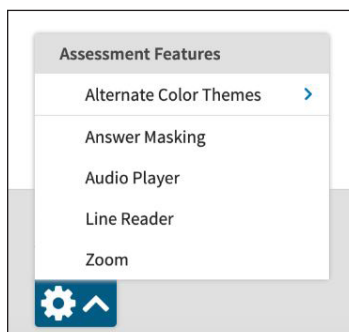 Assessment Features
Alternate Color Themes
Answer Masking
Audio Player
Line Reader
Zoom